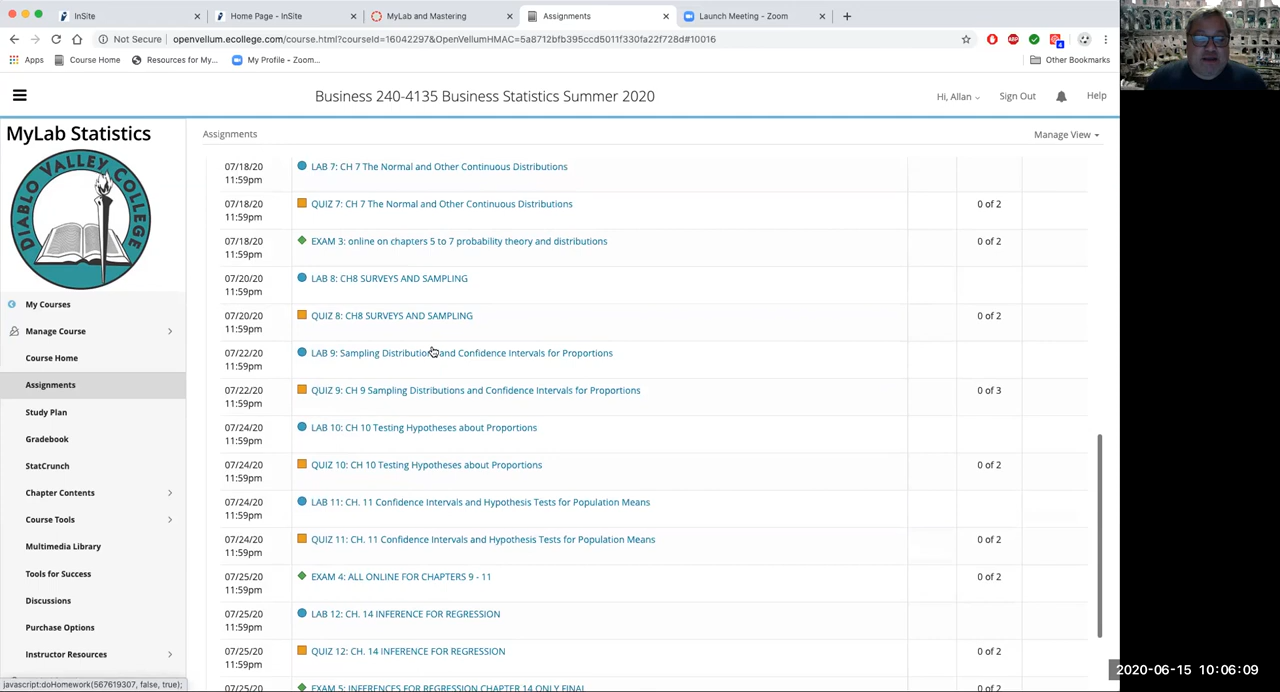 InSite
Home Page - InSite
MyLab and Mastering
Assignments
Launch Meeting - Zoom
Not Secure | openvellum.ecollege.com/course.html?courseId=16042297&OpenVellumHMAC=5a8712bfb395ccd5011f330fa22f728d#10016
Apps
Course Home
Resources for My...
My Profile - Zoom...
Other Bookmarks
Business 240-4135 Business Statistics Summer 2020
Hi, Allan
Sign Out
Help
MyLab Statistics
DIABLO VALLEY COLLEGE
My Courses
Manage Course
Course Home
Assignments
Study Plan
Gradebook
StatCrunch
Chapter Contents
Course Tools
Multimedia Library
Tools for Success
Discussions
Purchase Options
Instructor Resources
javascript:doHomework(567619307, false, true);
Assignments
Manage View
07/18/20 LAB 7: CH 7 The Normal and Other Continuous Distributions
11:59pm
07/18/20 QUIZ 7: CH 7 The Normal and Other Continuous Distributions 0 of 2
11:59pm
07/18/20 EXAM 3: online on chapters 5 to 7 probability theory and distributions 0 of 2
11:59pm
07/20/20 LAB 8: CH8 SURVEYS AND SAMPLING
11:59pm
07/20/20 QUIZ 8: CH8 SURVEYS AND SAMPLING 0 of 2
11:59pm
07/22/20 LAB 9: Sampling Distributions and Confidence Intervals for Proportions
11:59pm
07/22/20 QUIZ 9: CH 9 Sampling Distributions and Confidence Intervals for Proportions 0 of 3
11:59pm
07/24/20 LAB 10: CH 10 Testing Hypotheses about Proportions
11:59pm
07/24/20 QUIZ 10: CH 10 Testing Hypotheses about Proportions 0 of 2
11:59pm
07/24/20 LAB 11: CH. 11 Confidence Intervals and Hypothesis Tests for Population Means
11:59pm
07/24/20 QUIZ 11: CH. 11 Confidence Intervals and Hypothesis Tests for Population Means 0 of 2
11:59pm
07/25/20 EXAM 4: ALL ONLINE FOR CHAPTERS 9 - 11 0 of 2
11:59pm
07/25/20 LAB 12: CH. 14 INFERENCE FOR REGRESSION
11:59pm
07/25/20 QUIZ 12: CH. 14 INFERENCE FOR REGRESSION 0 of 2
11:59pm
07/25/20 EXAM 5: INFERENCES FOR REGRESSION CHAPTER 14 ONLY FINAL 0 of 2
2020-06-15 10:06:09